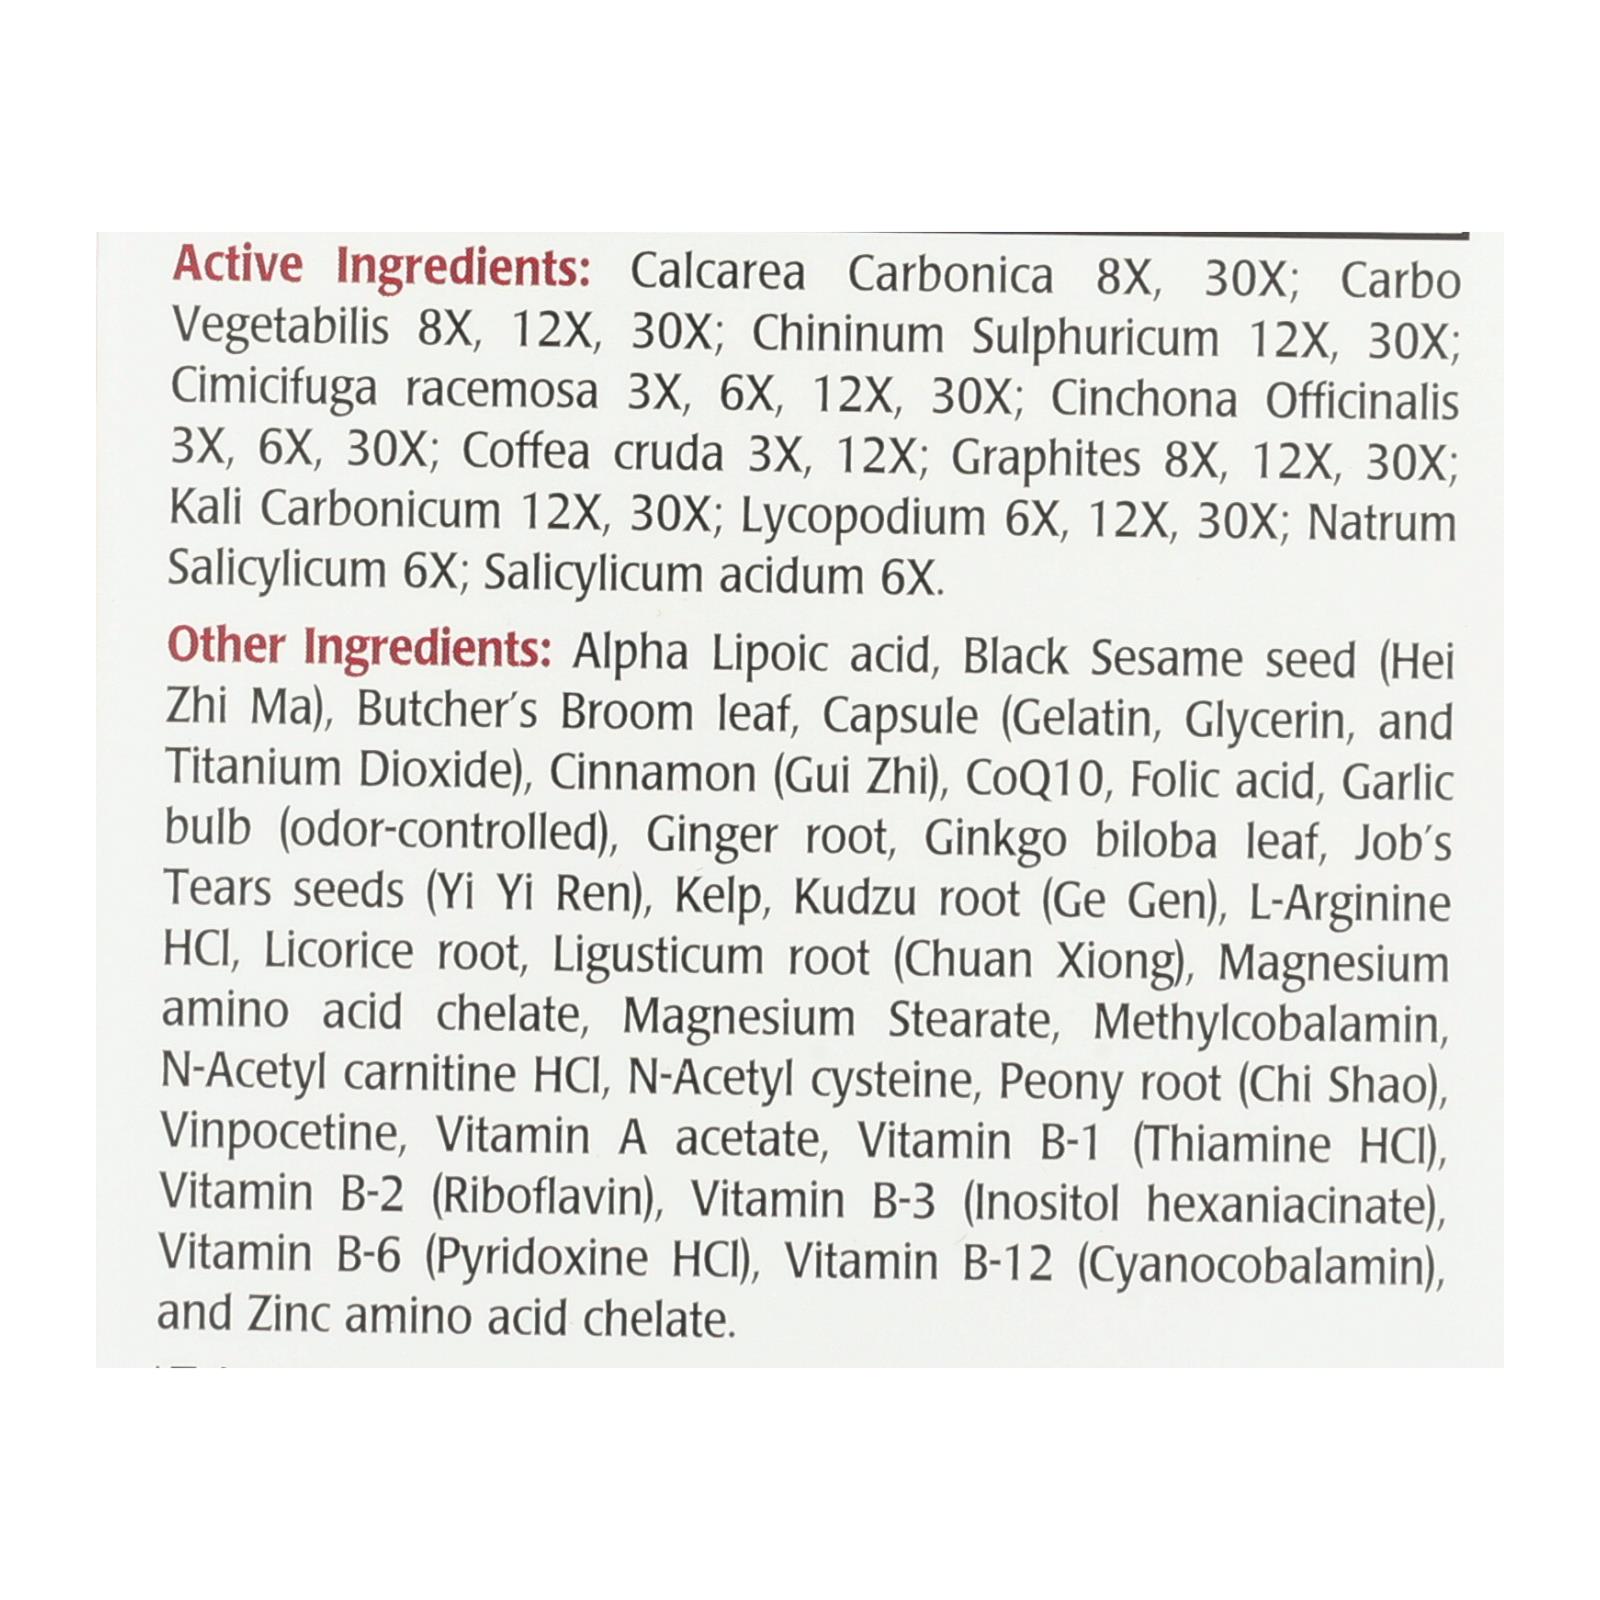 Active Ingredients: Calcarea Carbonica 8X, 30X; Carbo
Vegetabilis 8X, 12X, 30X; Chininum Sulphuricum 12X, 30X;
Cimicifuga racemosa 3X, 6X, 12X, 30X; Cinchona Officinalis
3X, 6X, 30X; Coffea cruda 3X, 12X; Graphites 8X, 12X, 30X;
Kali Carbonicum 12X, 30X; Lycopodium 6X, 12X, 30X; Natrum
Salicylicum 6X; Salicylicum acidum 6X.
Other Ingredients: Alpha Lipoic acid, Black Sesame seed (Hei
Zhi Ma), Butcher's Broom leaf, Capsule (Gelatin, Glycerin, and
Titanium Dioxide), Cinnamon (Gui Zhi), CoQ10, Folic acid, Garlic
bulb (odor-controlled), Ginger root, Ginkgo biloba leaf, Job's
Tears seeds (Yi Yi Ren), Kelp, Kudzu root (Ge Gen), L-Arginine
HCl, Licorice root, Ligusticum root (Chuan Xiong), Magnesium
amino acid chelate, Magnesium Stearate, Methylcobalamin,
N-Acetyl carnitine HCl, N-Acetyl cysteine, Peony root (Chi Shao),
Vinpocetine, Vitamin A acetate, Vitamin B-1 (Thiamine HCl),
Vitamin B-2 (Riboflavin), Vitamin B-3 (Inositol hexaniacinate),
Vitamin B-6 (Pyridoxine HCl), Vitamin B-12 (Cyanocobalamin),
and Zinc amino acid chelate.